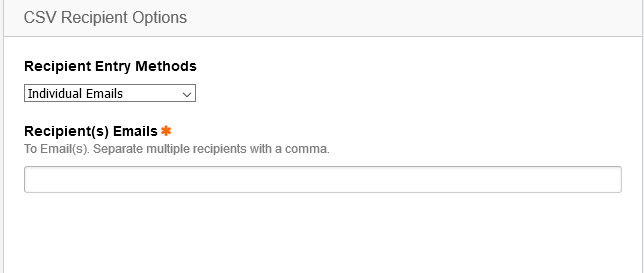 CSV Recipient Options
Recipient Entry Methods
Individual Emails
Recipient(s) Emails *
To Email(s). Separate multiple recipients with a comma.